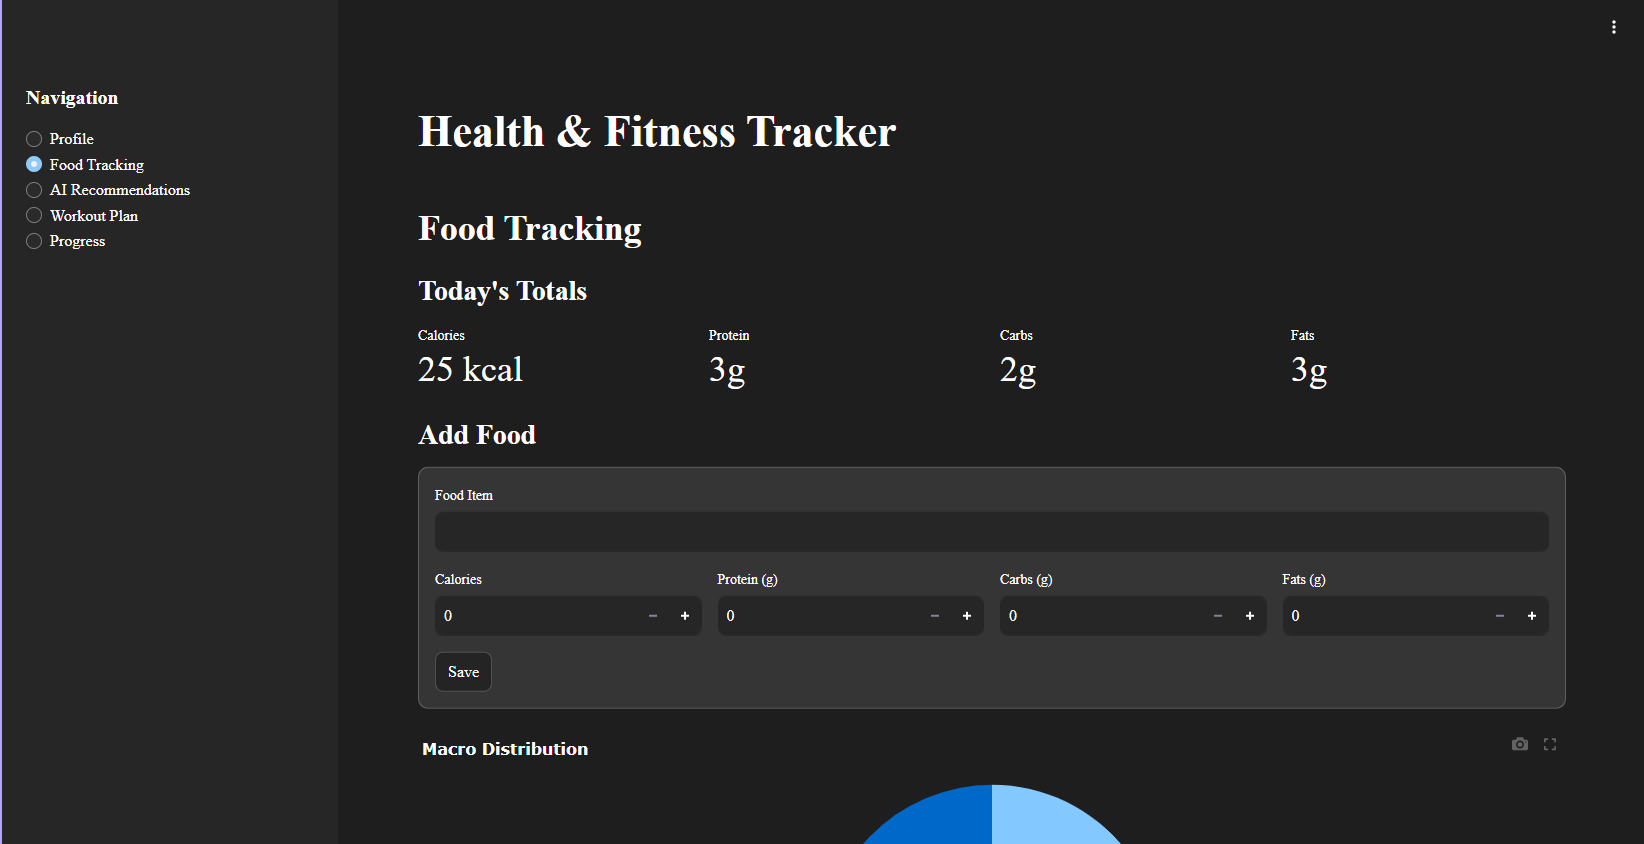 Navigation
Profile
Food Tracking
AI Recommendations
Workout Plan
Progress
Health & Fitness Tracker
Food Tracking
Today's Totals
Calories Protein Carbs Fats
25 kcal 3g 2g 3g
Add Food
Food Item
Calories Protein (g) Carbs (g) Fats (g)
0 − + 0 − + 0 − + 0 − +
Save
Macro Distribution